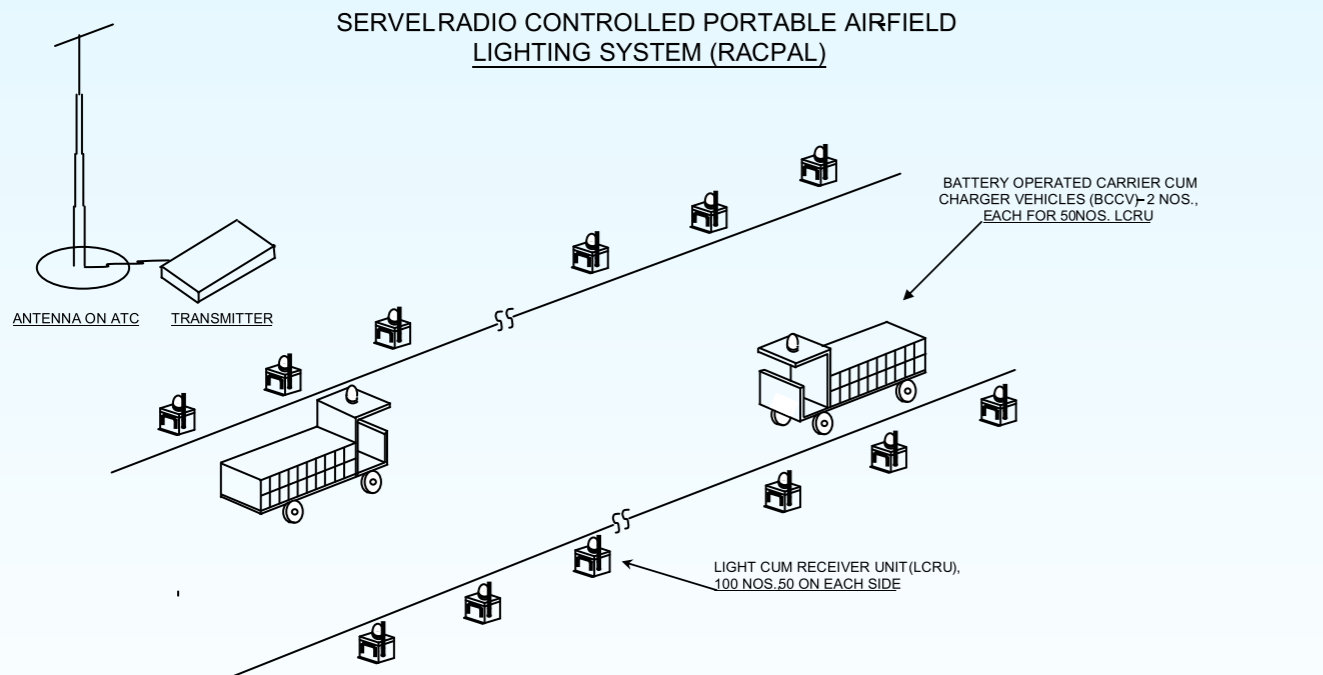 SERVELRADIO CONTROLLED PORTABLE AIRFIELD
LIGHTING SYSTEM (RACPAL)
BATTERY OPERATED CARRIER CUM
CHARGER VEHICLES (BCCV)-2 NOS.,
EACH FOR 50NOS. LCRU
ANTENNA ON ATC
TRANSMITTER
LIGHT CUM RECEIVER UNIT(LCRU),
100 NOS.,50 ON EACH SIDE